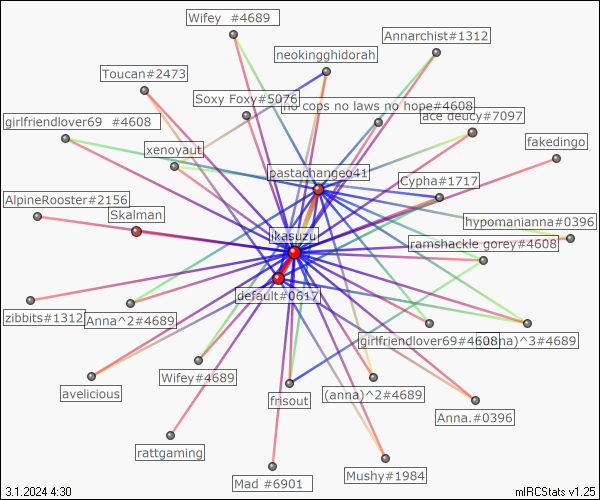 Wifey  #4689
Annarchist#1312
neokingghidorah
Toucan#2473
Soxy Foxy#5076
no cops no laws no hope#4608
ace deucy#7097
girlfriendlover69  #4608
fakedingo
xenoyaut
pastachangeo41
Cypha#1717
AlpineRooster#2156
Skalman
hypomanianna#0396
ikasuzu
ramshackle gorey#4608
default#0617
zibbits#1312
Anna^2#4689
girlfriendlover69#4608
(anna)^3#4689
Wifey#4689
avelicious
frisout
(anna)^2#4689
Anna.#0396
rattgaming
Mad #6901
Mushy#1984
3.1.2024 4:30
mIRCStats v1.25